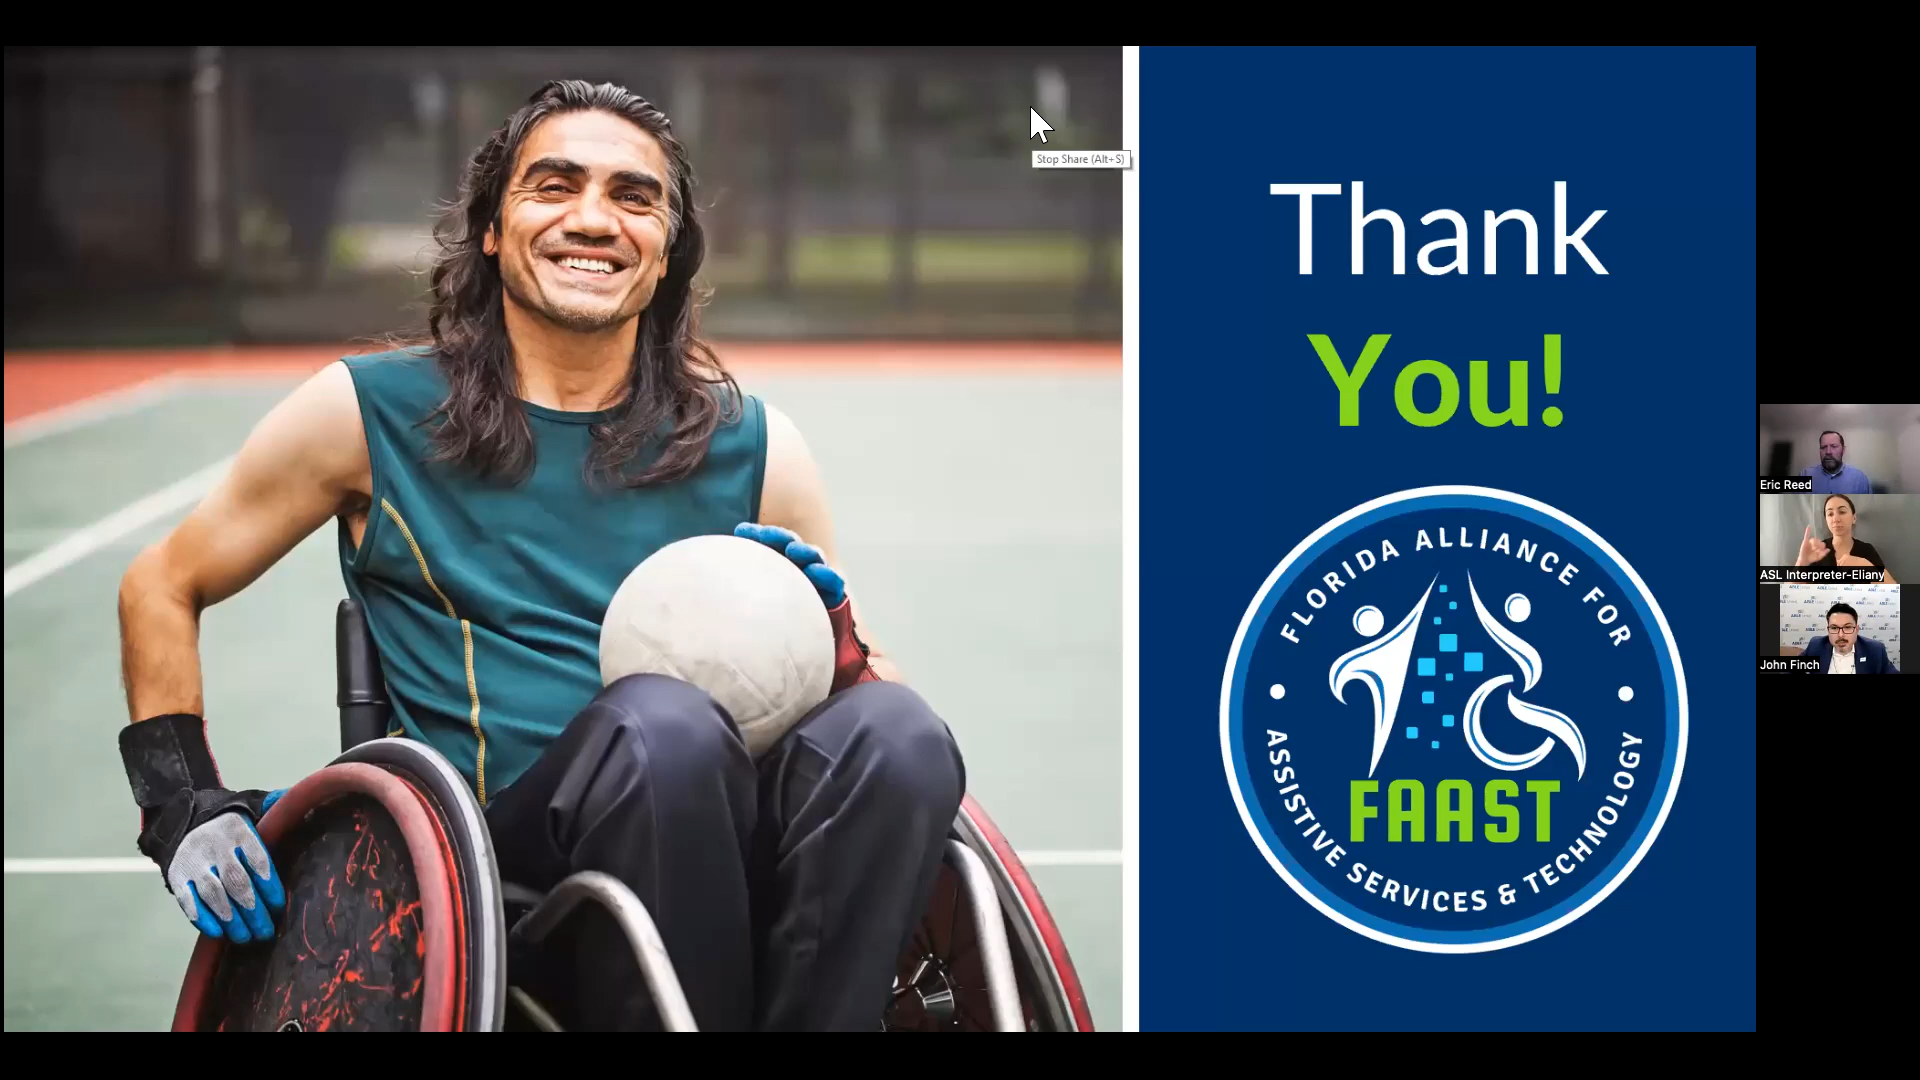 Stop Share (Alt+S)
Thank
You!
FLORIDA ALLIANCE FOR
ASSISTIVE SERVICES & TECHNOLOGY
FAAST
Eric Reed
ASL Interpreter-Eliany
John Finch